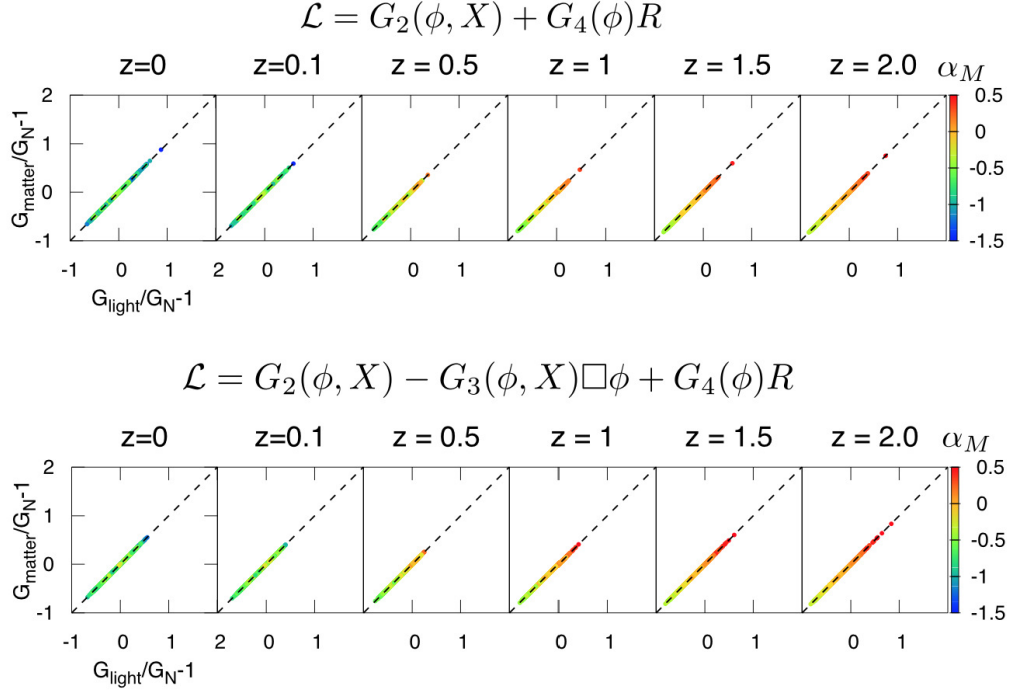 ℒ = G₂(ϕ, X) + G₄(ϕ)R
z=0 z=0.1 z = 0.5 z = 1 z = 1.5 z = 2.0 α_M
2 0.5
1 0
0 -0.5
-1 -1
-1.5
G_matter/G_N-1
-1 0 1 2 0 1 0 1 0 1 0 1 0 1
G_light/G_N-1
ℒ = G₂(ϕ, X) − G₃(ϕ, X)□ϕ + G₄(ϕ)R
z=0 z=0.1 z = 0.5 z = 1 z = 1.5 z = 2.0 α_M
2 0.5
1 0
0 -0.5
-1 -1
-1.5
G_matter/G_N-1
-1 0 1 2 0 1 0 1 0 1 0 1 0 1
G_light/G_N-1